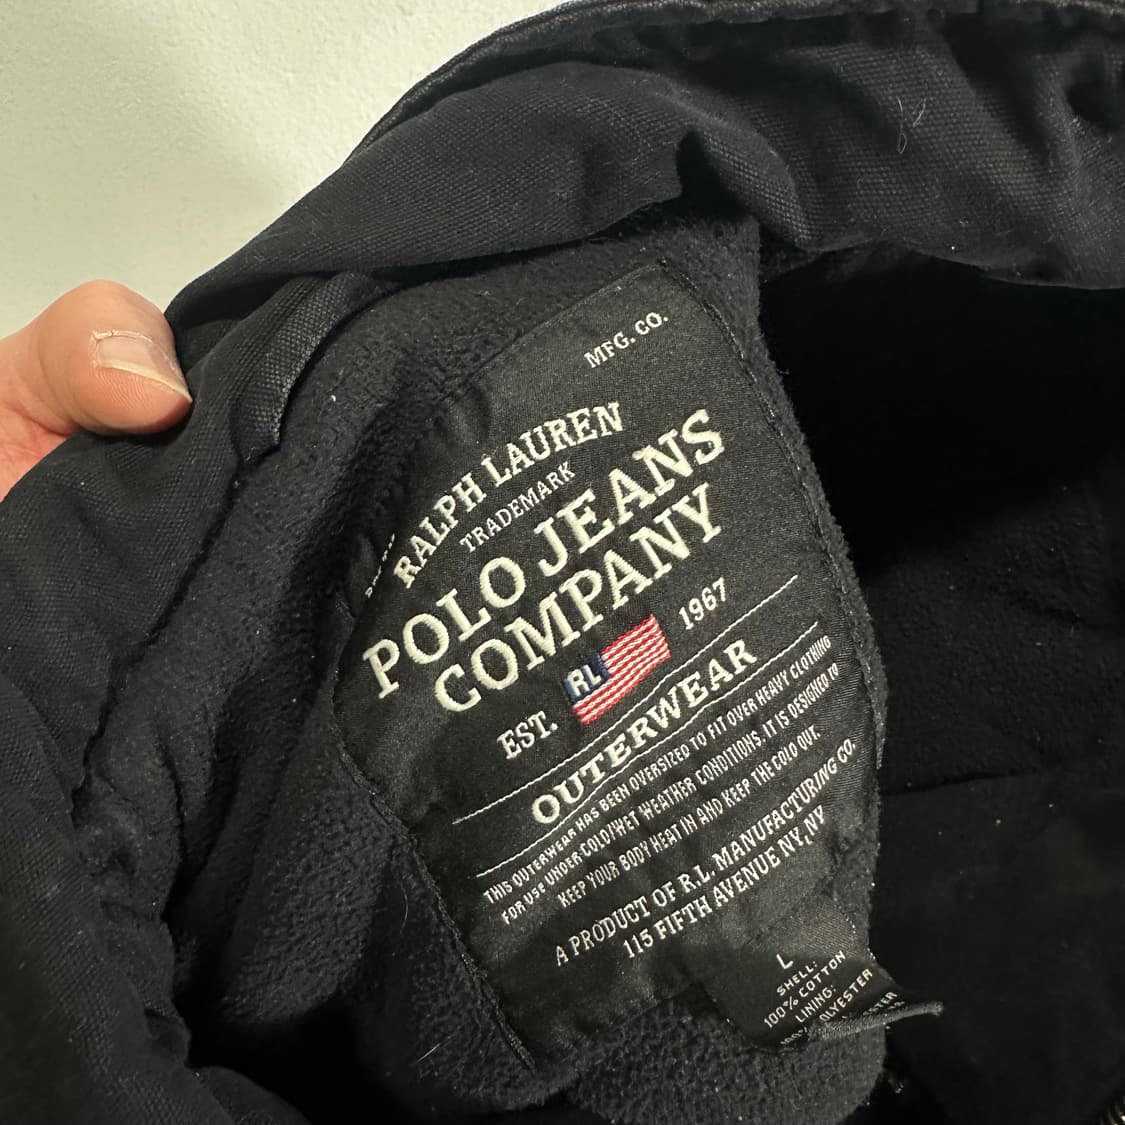 MFG. CO.
RALPH LAUREN
TRADEMARK
POLO JEANS
COMPANY
EST. RL 1967
OUTERWEAR
THIS OUTERWEAR HAS BEEN OVERSIZED TO FIT OVER HEAVY CLOTHING
FOR USE UNDER COLD/WET WEATHER CONDITIONS. IT IS DESIGNED TO
KEEP YOUR BODY HEAT IN AND KEEP THE COLD OUT.
A PRODUCT OF R.L. MANUFACTURING CO.
115 FIFTH AVENUE NY, NY
L
SHELL:
100% COTTON
LINING: